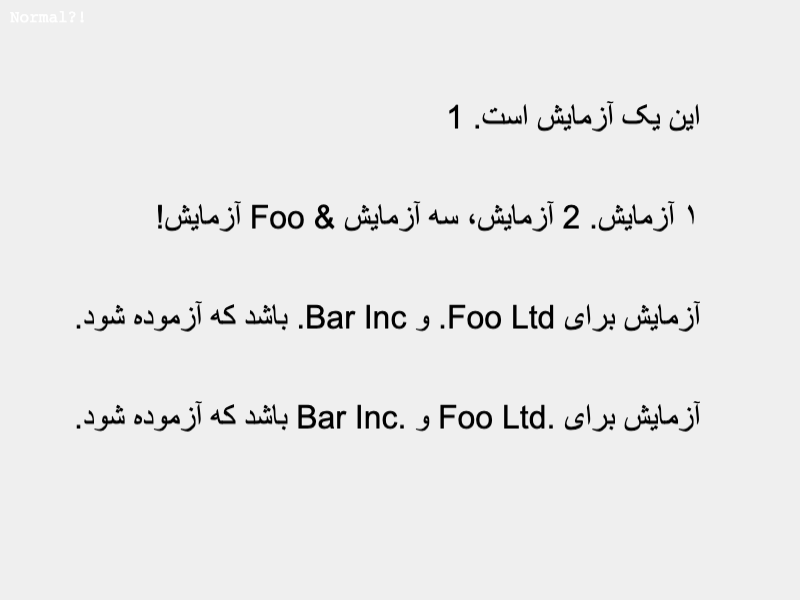 Normal?!
این یک آزمایش است. 1
۱ آزمایش. 2 آزمایش، سه آزمایش & Foo آزمایش!
آزمایش برای Foo Ltd. و Bar Inc. باشد که آزموده شود.
آزمایش برای Foo Ltd.‎ و Bar Inc.‎ باشد که آزموده شود.